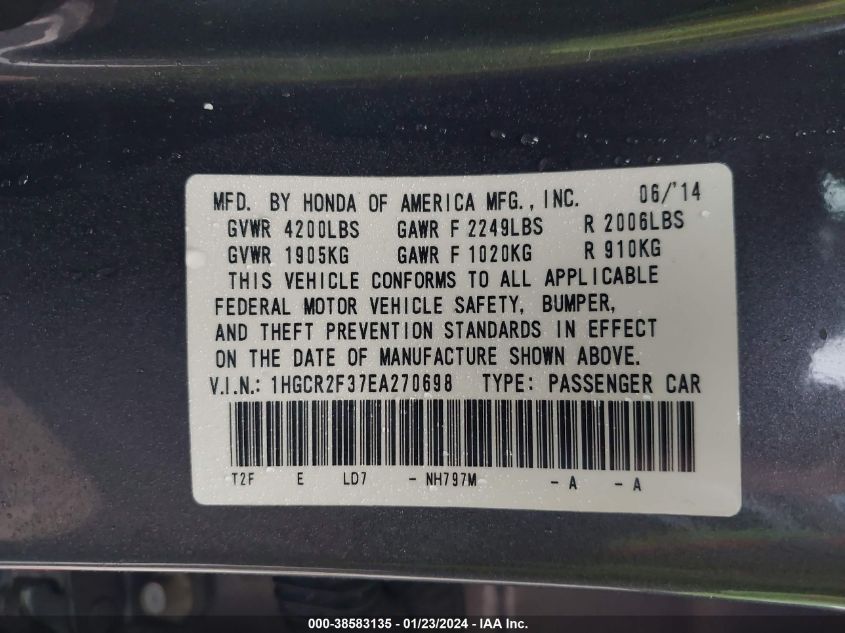 MFD. BY HONDA OF AMERICA MFG., INC. 06/'14
GVWR 4200LBS GAWR F 2249LBS R 2006LBS
GVWR 1905KG GAWR F 1020KG R 910KG
THIS VEHICLE CONFORMS TO ALL APPLICABLE
FEDERAL MOTOR VEHICLE SAFETY, BUMPER,
AND THEFT PREVENTION STANDARDS IN EFFECT
ON THE DATE OF MANUFACTURE SHOWN ABOVE.
V.I.N.: 1HGCR2F37EA270698 TYPE: PASSENGER CAR
T2F E LD7 - NH797M - A - A
000-38583135 - 01/23/2024 - IAA Inc.